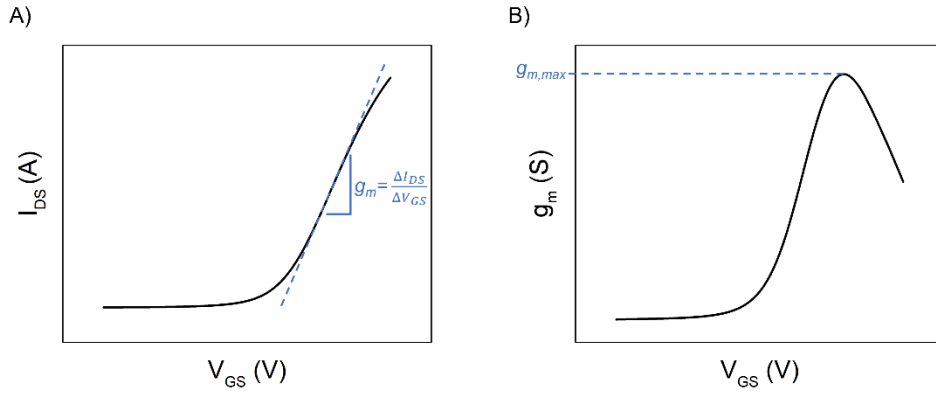 A)
I_DS (A)
g_m = ΔI_DS / ΔV_GS
V_GS (V)
B)
g_m,max
g_m (S)
V_GS (V)